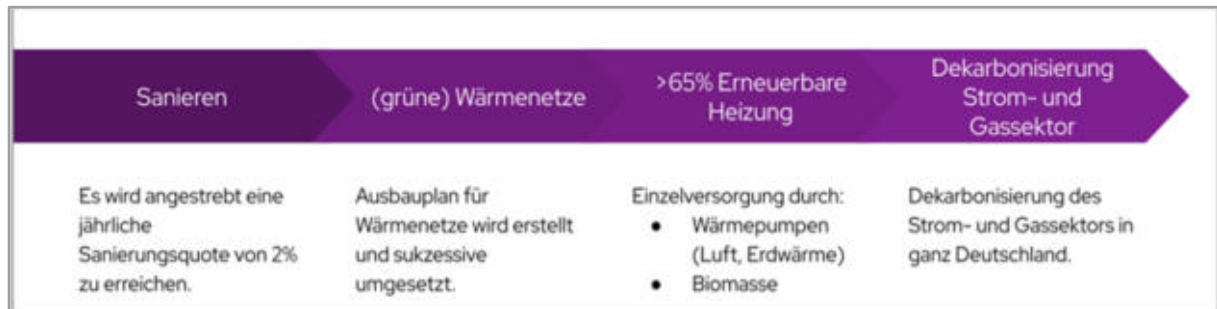 Sanieren
(grüne) Wärmenetze
>65% Erneuerbare
Heizung
Dekarbonisierung
Strom- und
Gassektor
Es wird angestrebt eine
jährliche
Sanierungsquote von 2%
zu erreichen.
Ausbauplan für
Wärmenetze wird erstellt
und sukzessive
umgesetzt.
Einzelversorgung durch:
● Wärmepumpen
(Luft, Erdwärme)
● Biomasse
Dekarbonisierung des
Strom- und Gassektors in
ganz Deutschland.